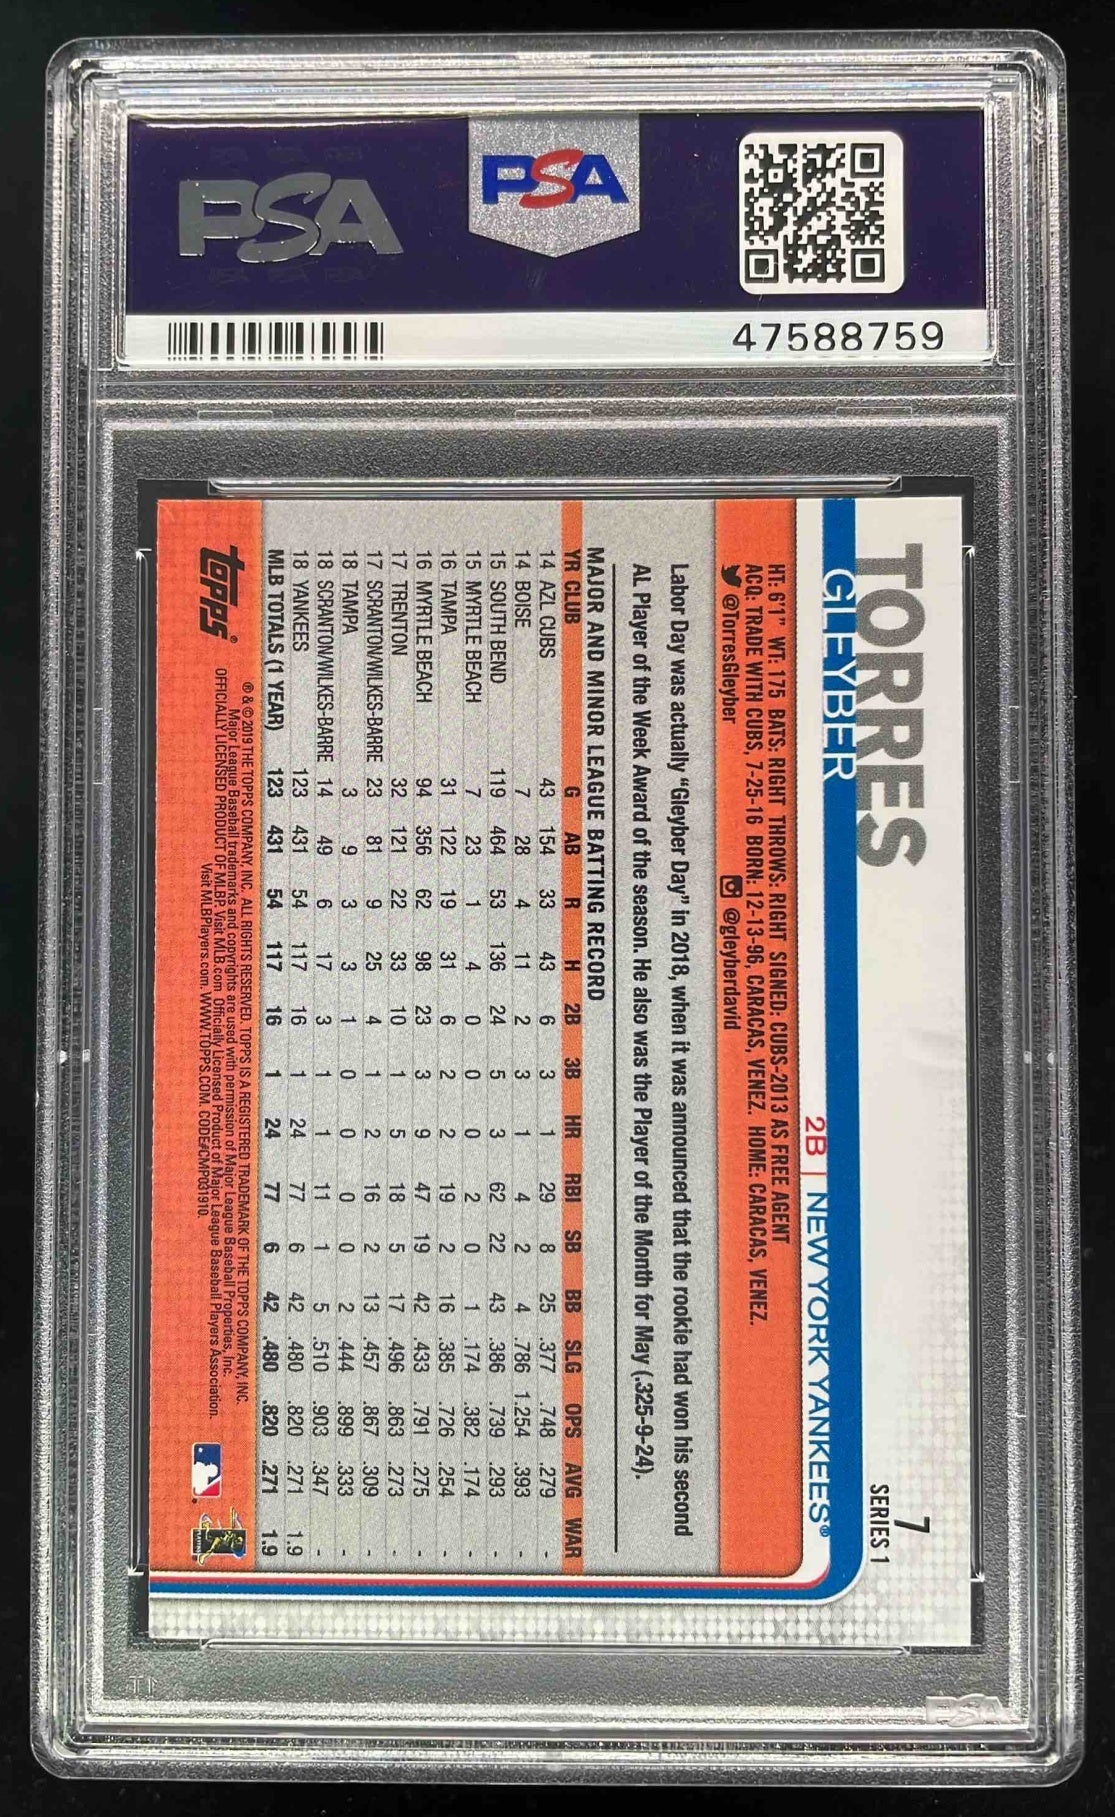 PSA
PSA
47588759
7
SERIES 1
TORRES
GLEYBER
2B | NEW YORK YANKEES®
HT: 6'1" WT: 175 BATS: RIGHT THROWS: RIGHT SIGNED: CUBS-2013 AS FREE AGENT
ACQ: TRADE WITH CUBS, 7-25-16 BORN: 12-13-96, CARACAS, VENEZ. HOME: CARACAS, VENEZ.
@TorresGleyber @gleyberdavid
Labor Day was actually "Gleyber Day" in 2018, when it was announced that the rookie had won his second
AL Player of the Week Award of the season. He also was the Player of the Month for May (.325-9-24).
MAJOR AND MINOR LEAGUE BATTING RECORD
YR CLUB G AB R H 2B 3B HR RBI SB BB SLG OPS AVG WAR
14 AZL CUBS 43 154 33 43 6 3 1 29 8 25 .377 .748 .279 -
14 BOISE 7 28 4 11 2 3 1 4 2 4 .786 1.254 .393 -
15 SOUTH BEND 119 464 53 136 24 5 3 62 22 43 .386 .739 .293 -
15 MYRTLE BEACH 7 23 1 4 0 0 0 2 0 1 .174 .382 .174 -
16 TAMPA 31 122 19 31 6 2 2 19 2 16 .385 .726 .254 -
16 MYRTLE BEACH 94 356 62 98 23 3 9 47 19 42 .433 .791 .275 -
17 TRENTON 32 121 22 33 10 1 5 18 5 17 .496 .863 .273 -
17 SCRANTON/WILKES-BARRE 23 81 9 25 4 1 2 16 2 13 .457 .867 .309 -
18 TAMPA 3 9 3 3 1 0 0 0 0 2 .444 .899 .333 -
18 SCRANTON/WILKES-BARRE 14 49 6 17 3 1 1 11 1 5 .510 .903 .347 -
18 YANKEES 123 431 54 117 16 1 24 77 6 42 .480 .820 .271 1.9
MLB TOTALS (1 YEAR) 123 431 54 117 16 1 24 77 6 42 .480 .820 .271 1.9
topps®
® & © 2019 THE TOPPS COMPANY, INC. ALL RIGHTS RESERVED. TOPPS IS A REGISTERED TRADEMARK OF THE TOPPS COMPANY, INC.
Major League Baseball trademarks and copyrights are used with permission of Major League Baseball Properties, Inc.
OFFICIALLY LICENSED PRODUCT OF MLBP. Visit MLB.com Officially Licensed Product of Major League Baseball Players Association.
Visit MLBPlayers.com. WWW.TOPPS.COM. CODE#CMP031910.
PSA